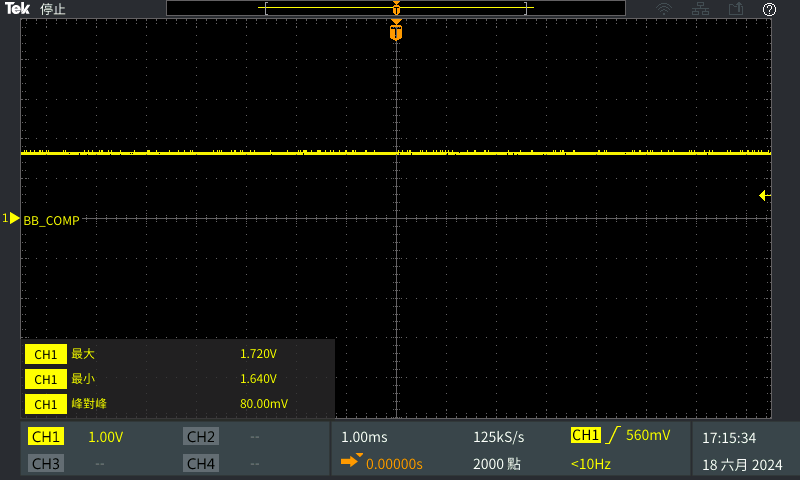 Tek 停止
T
T
1 BB_COMP
CH1 最大 1.720V
CH1 最小 1.640V
CH1 峰對峰 80.00mV
CH1 1.00V CH2 -- 1.00ms 125kS/s CH1 560mV 17:15:34
CH3 -- CH4 -- 0.00000s 2000 點 <10Hz 18 六月 2024